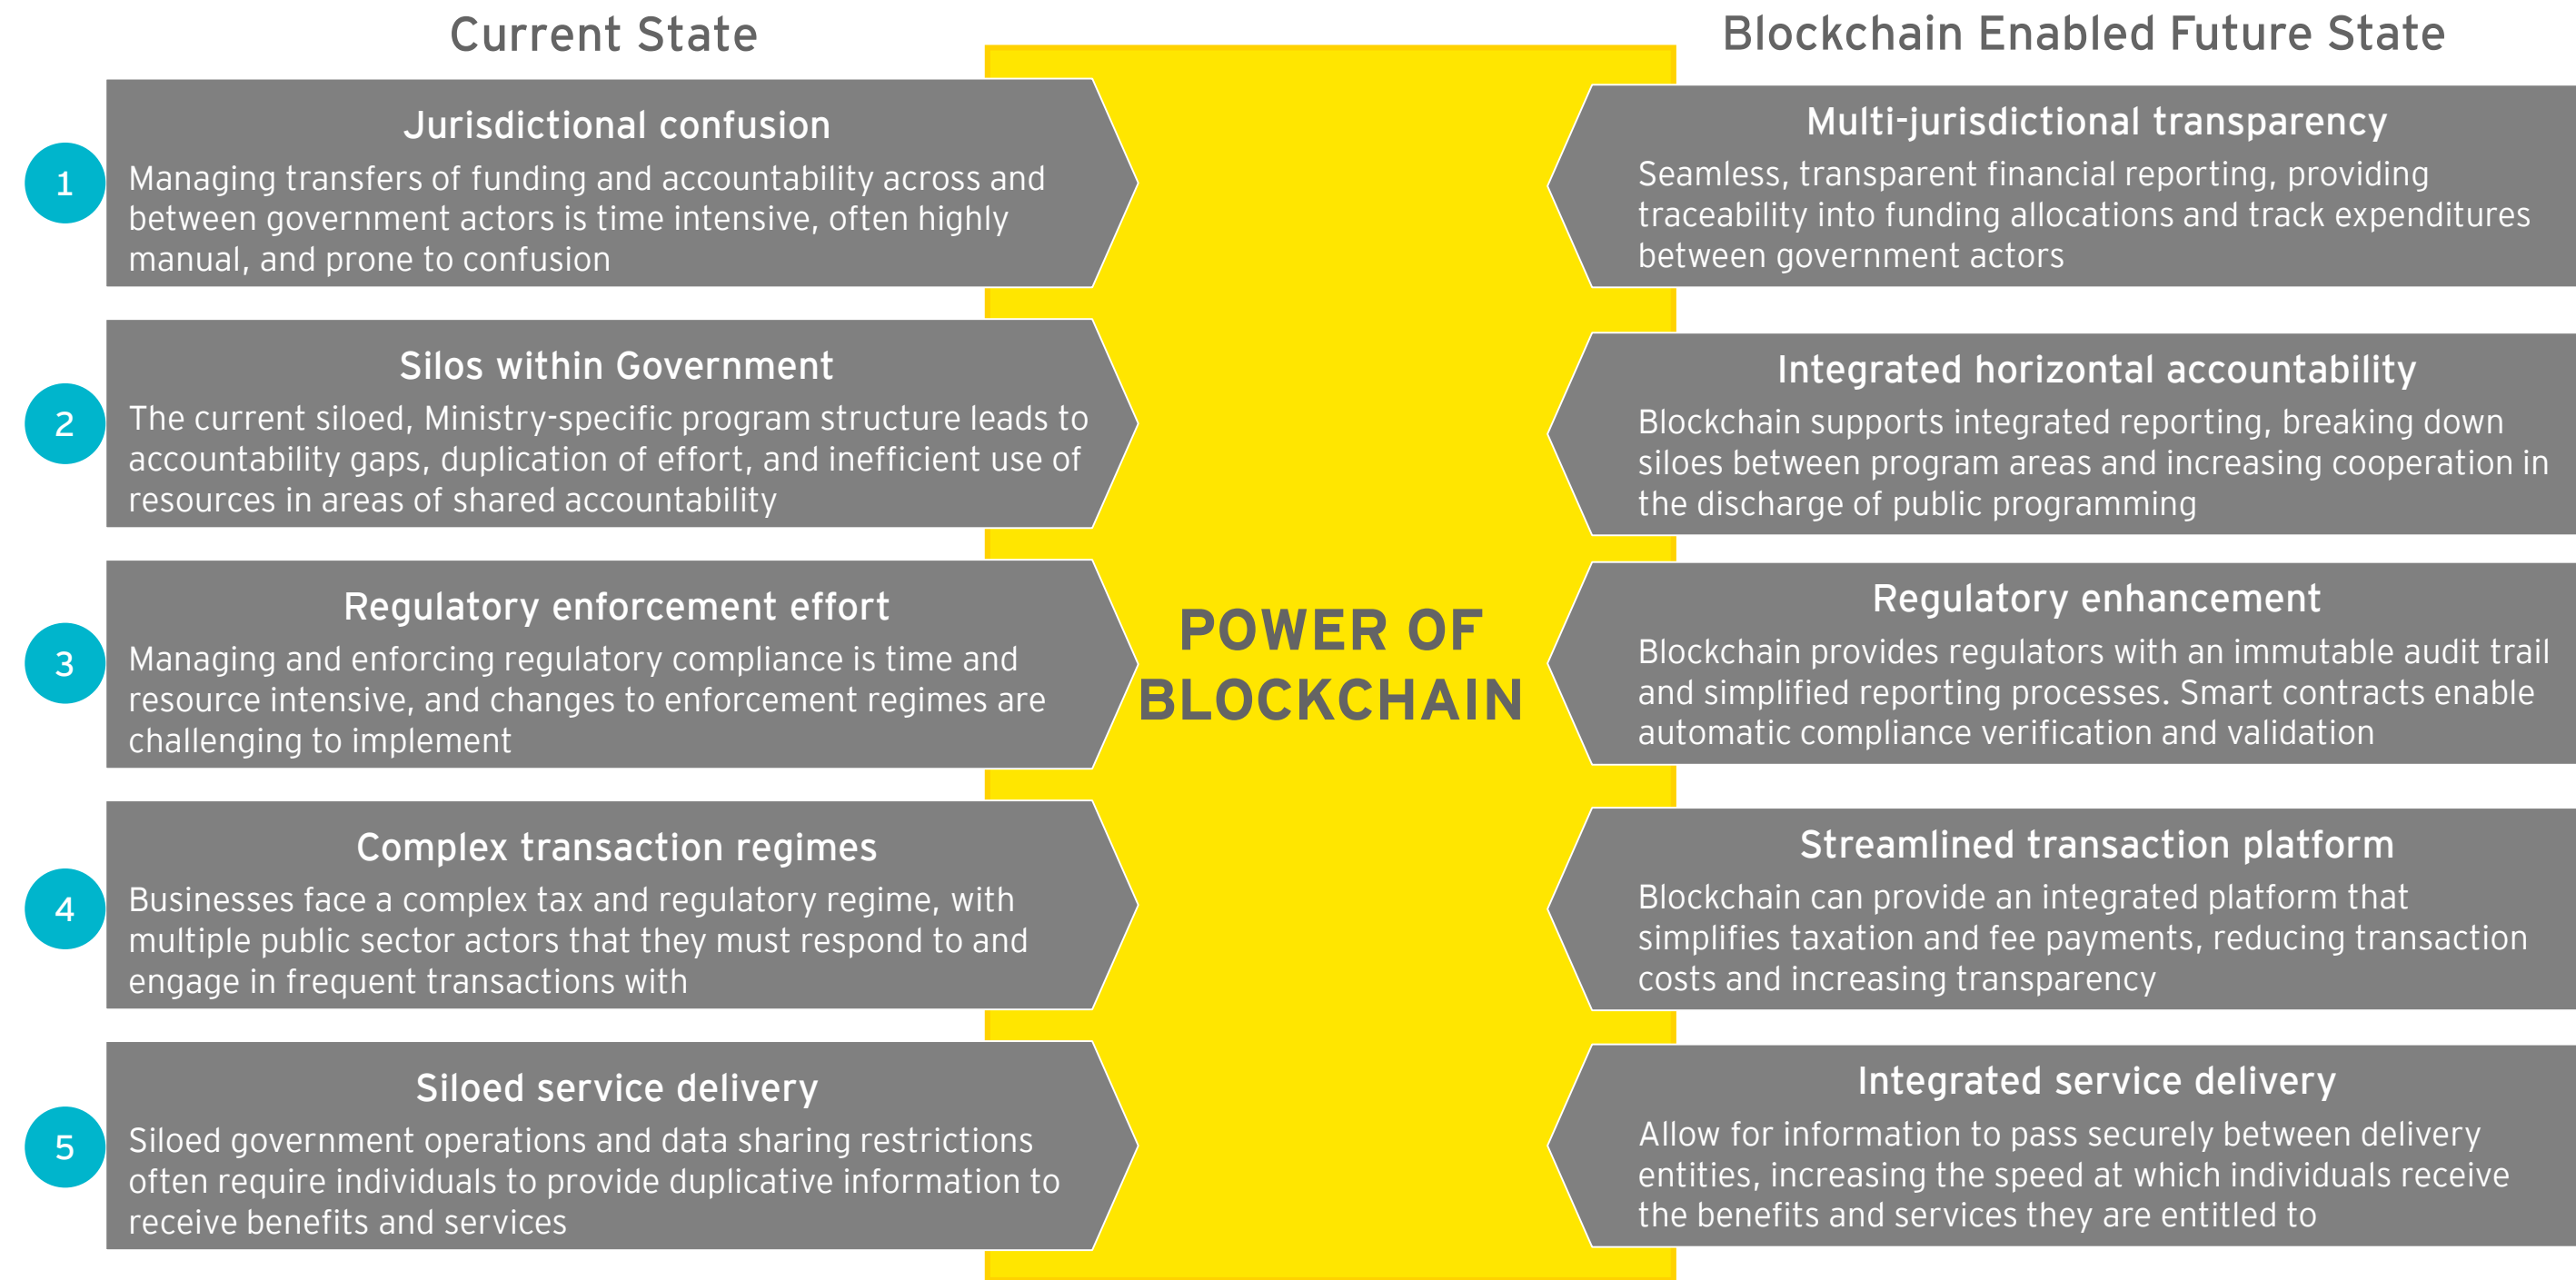 Current State
Blockchain Enabled Future State
1
Jurisdictional confusion
Managing transfers of funding and accountability across and
between government actors is time intensive, often highly
manual, and prone to confusion
Multi-jurisdictional transparency
Seamless, transparent financial reporting, providing
traceability into funding allocations and track expenditures
between government actors
2
Silos within Government
The current siloed, Ministry-specific program structure leads to
accountability gaps, duplication of effort, and inefficient use of
resources in areas of shared accountability
Integrated horizontal accountability
Blockchain supports integrated reporting, breaking down
siloes between program areas and increasing cooperation in
the discharge of public programming
3
Regulatory enforcement effort
Managing and enforcing regulatory compliance is time and
resource intensive, and changes to enforcement regimes are
challenging to implement
POWER OF
BLOCKCHAIN
Regulatory enhancement
Blockchain provides regulators with an immutable audit trail
and simplified reporting processes. Smart contracts enable
automatic compliance verification and validation
4
Complex transaction regimes
Businesses face a complex tax and regulatory regime, with
multiple public sector actors that they must respond to and
engage in frequent transactions with
Streamlined transaction platform
Blockchain can provide an integrated platform that
simplifies taxation and fee payments, reducing transaction
costs and increasing transparency
5
Siloed service delivery
Siloed government operations and data sharing restrictions
often require individuals to provide duplicative information to
receive benefits and services
Integrated service delivery
Allow for information to pass securely between delivery
entities, increasing the speed at which individuals receive
the benefits and services they are entitled to